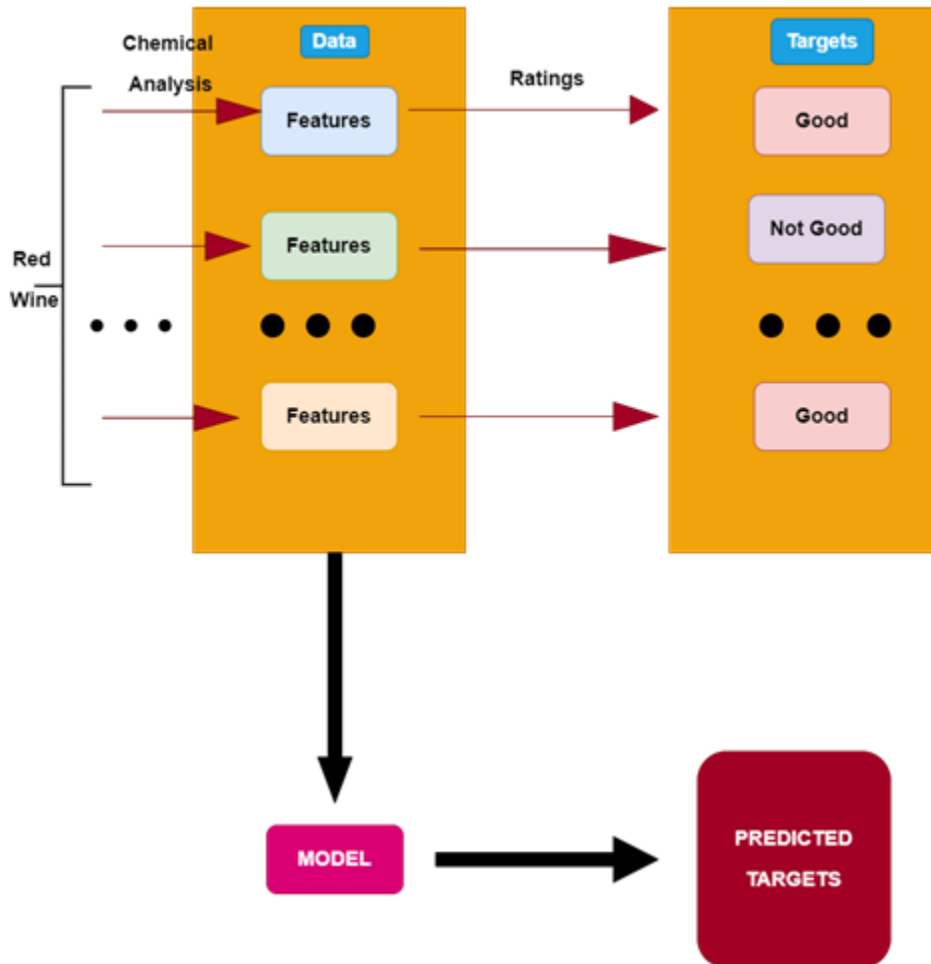 Chemical
Analysis
Data
Ratings
Targets
Features
Good
Red
Wine
Features
Not Good
Features
Good
MODEL
PREDICTED
TARGETS